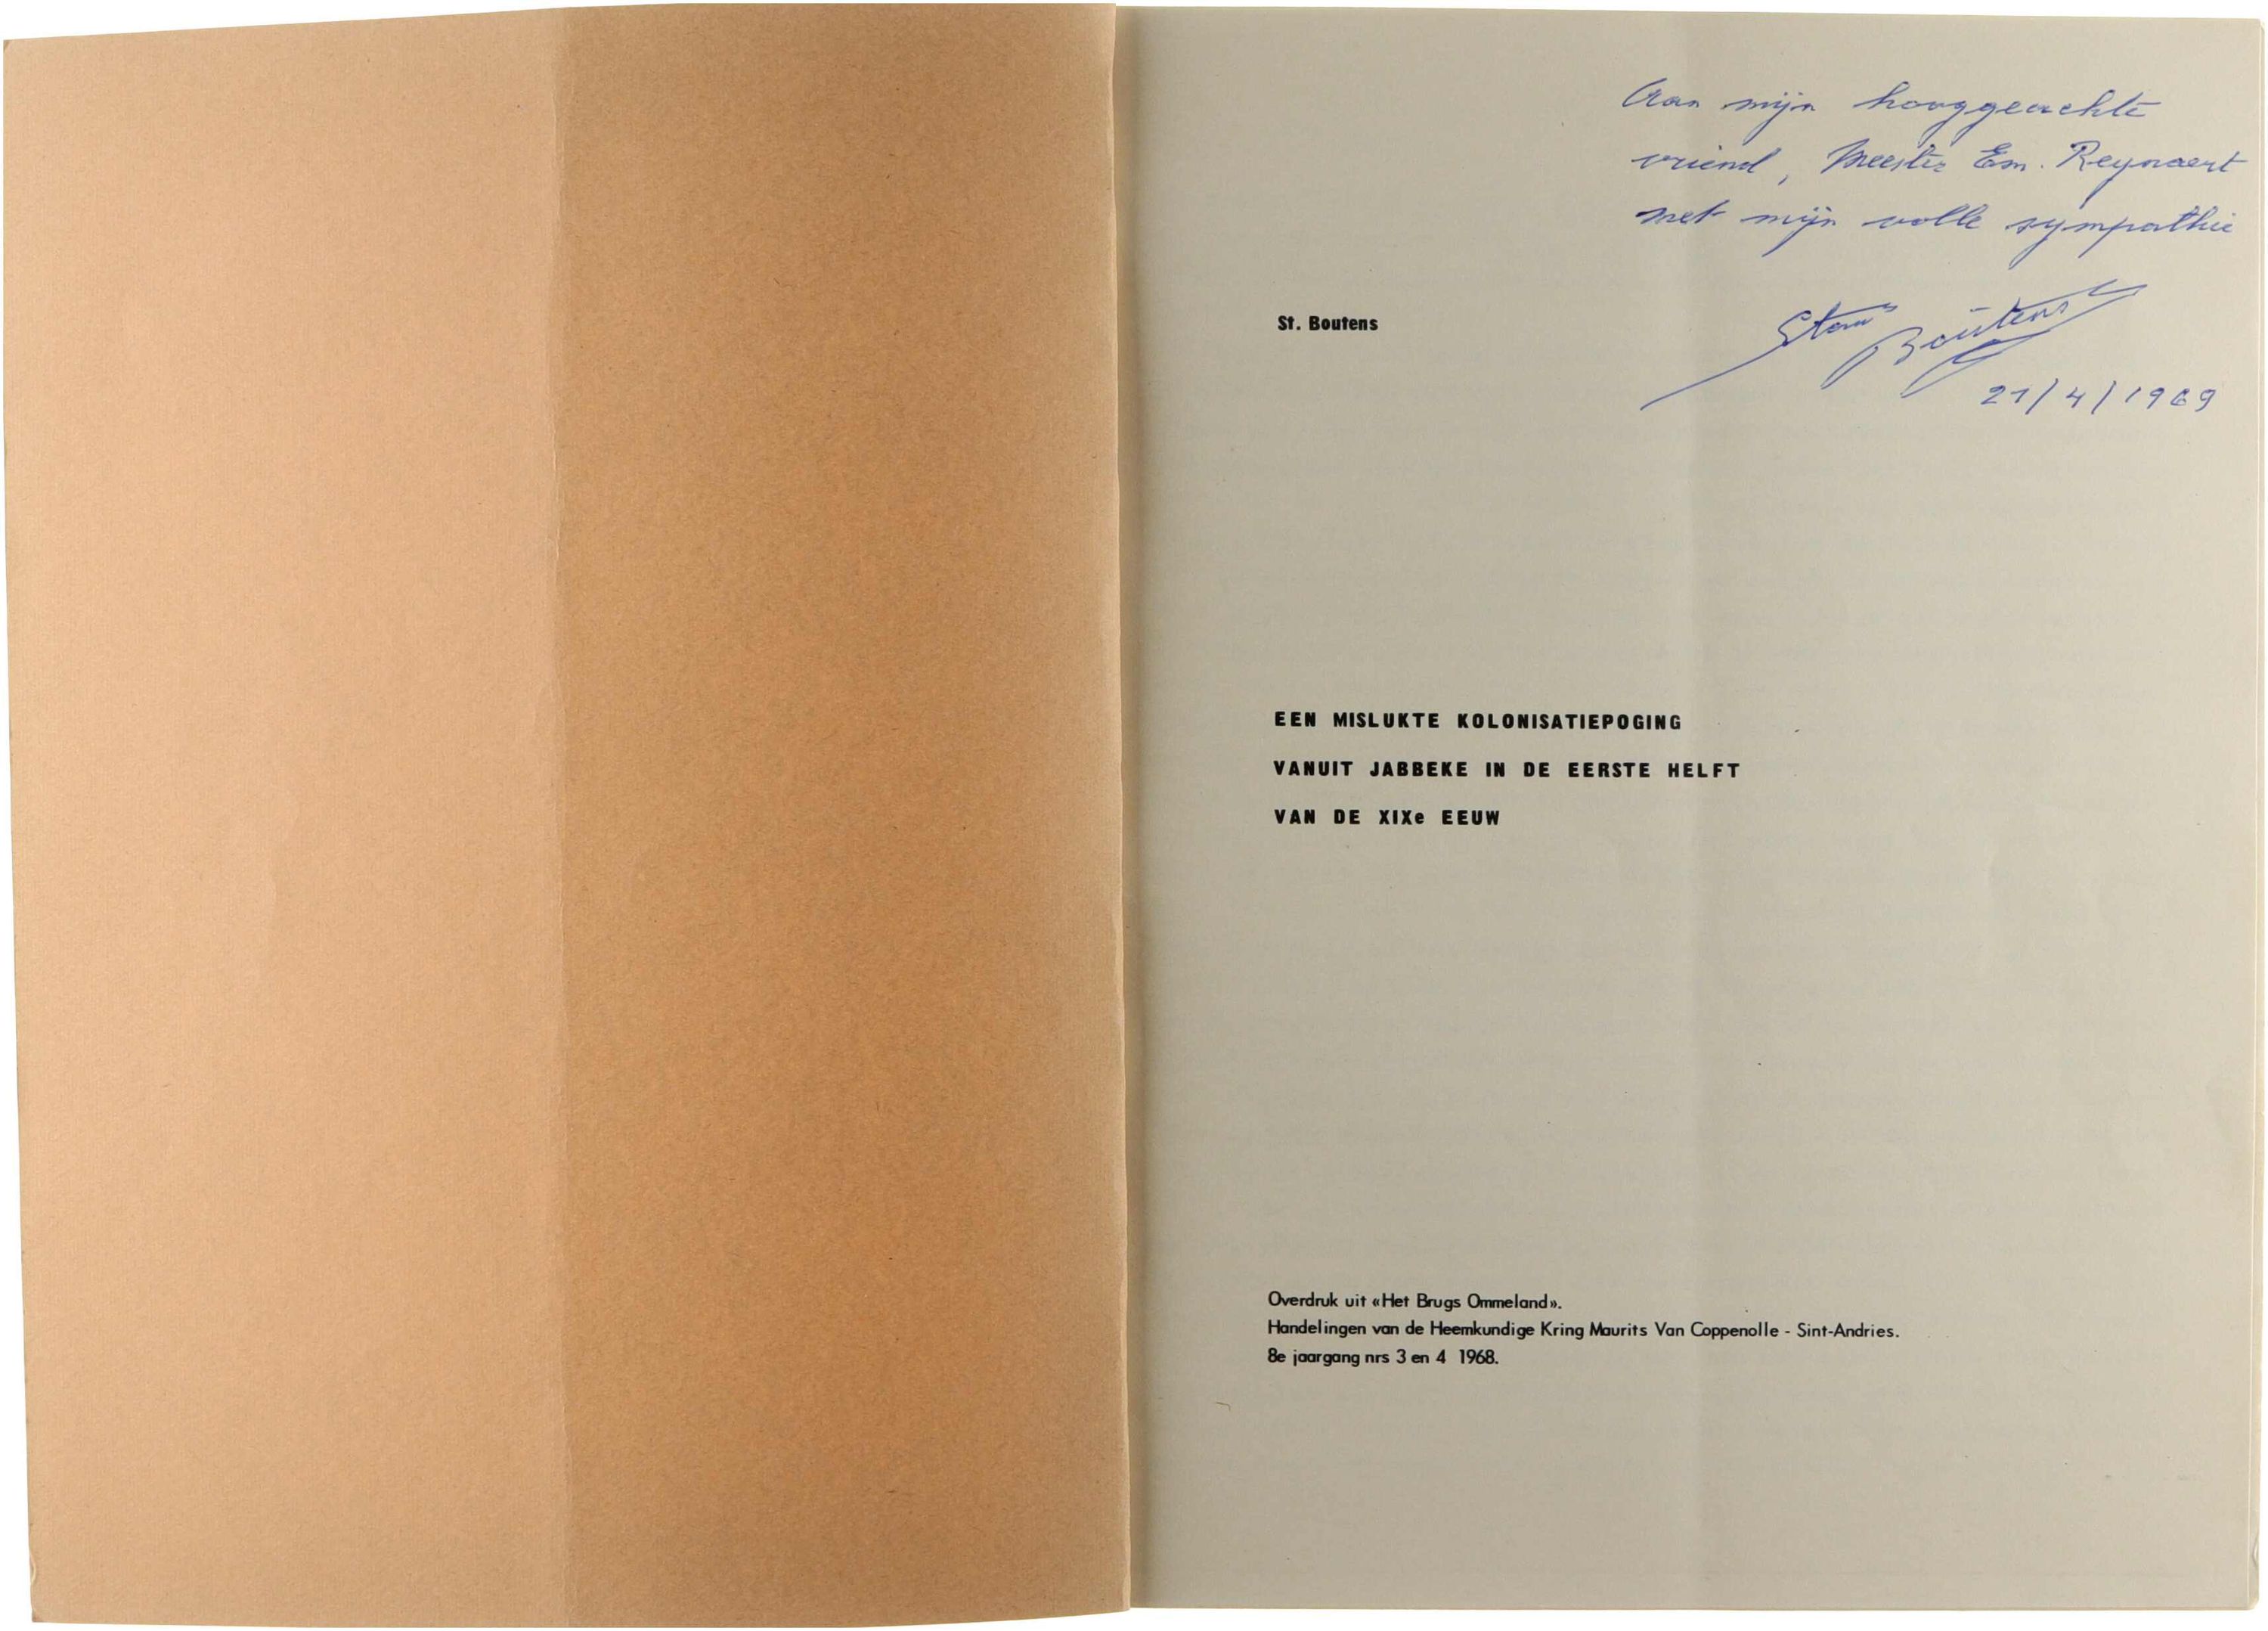 Aan mijn hooggeachte
vriend, Meester Em. Reynaert
met mijn volle sympathie
St. Boutens
Stan Boutens
21/4/1969
EEN MISLUKTE KOLONISATIEPOGING
VANUIT JABBEKE IN DE EERSTE HELFT
VAN DE XIXe EEUW
Overdruk uit «Het Brugs Ommeland».
Handelingen van de Heemkundige Kring Maurits Van Coppenolle - Sint-Andries.
8e jaargang nrs 3 en 4 1968.